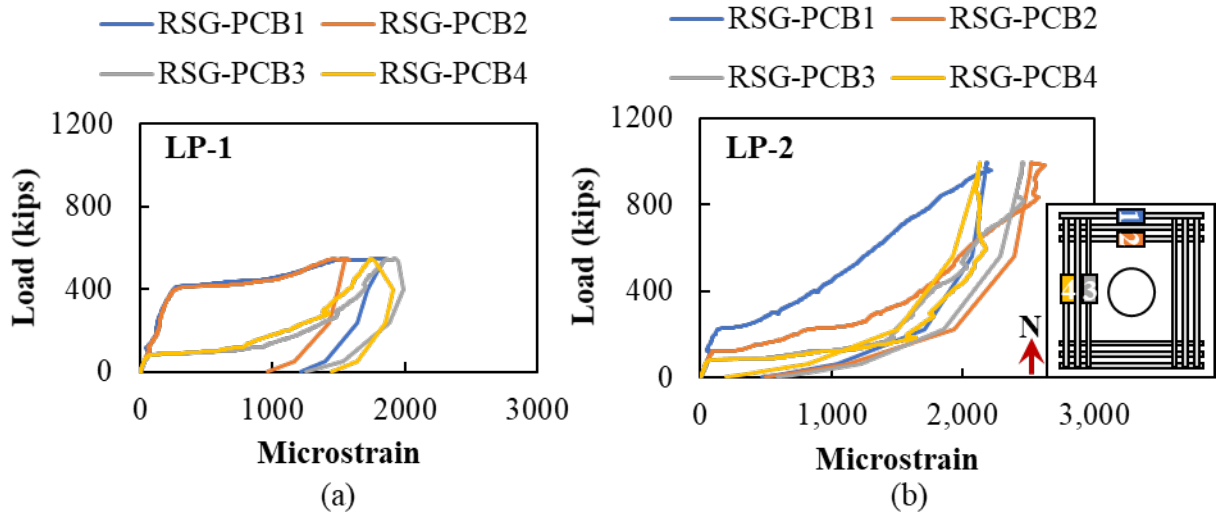 RSG-PCB1 RSG-PCB2
RSG-PCB3 RSG-PCB4
1200
800
400
0
Load (kips)
LP-1
0 1000 2000 3000
Microstrain
(a)
RSG-PCB1 RSG-PCB2
RSG-PCB3 RSG-PCB4
1200
800
400
0
Load (kips)
LP-2
0 1,000 2,000 3,000
Microstrain
(b)
1
2
4 3
N